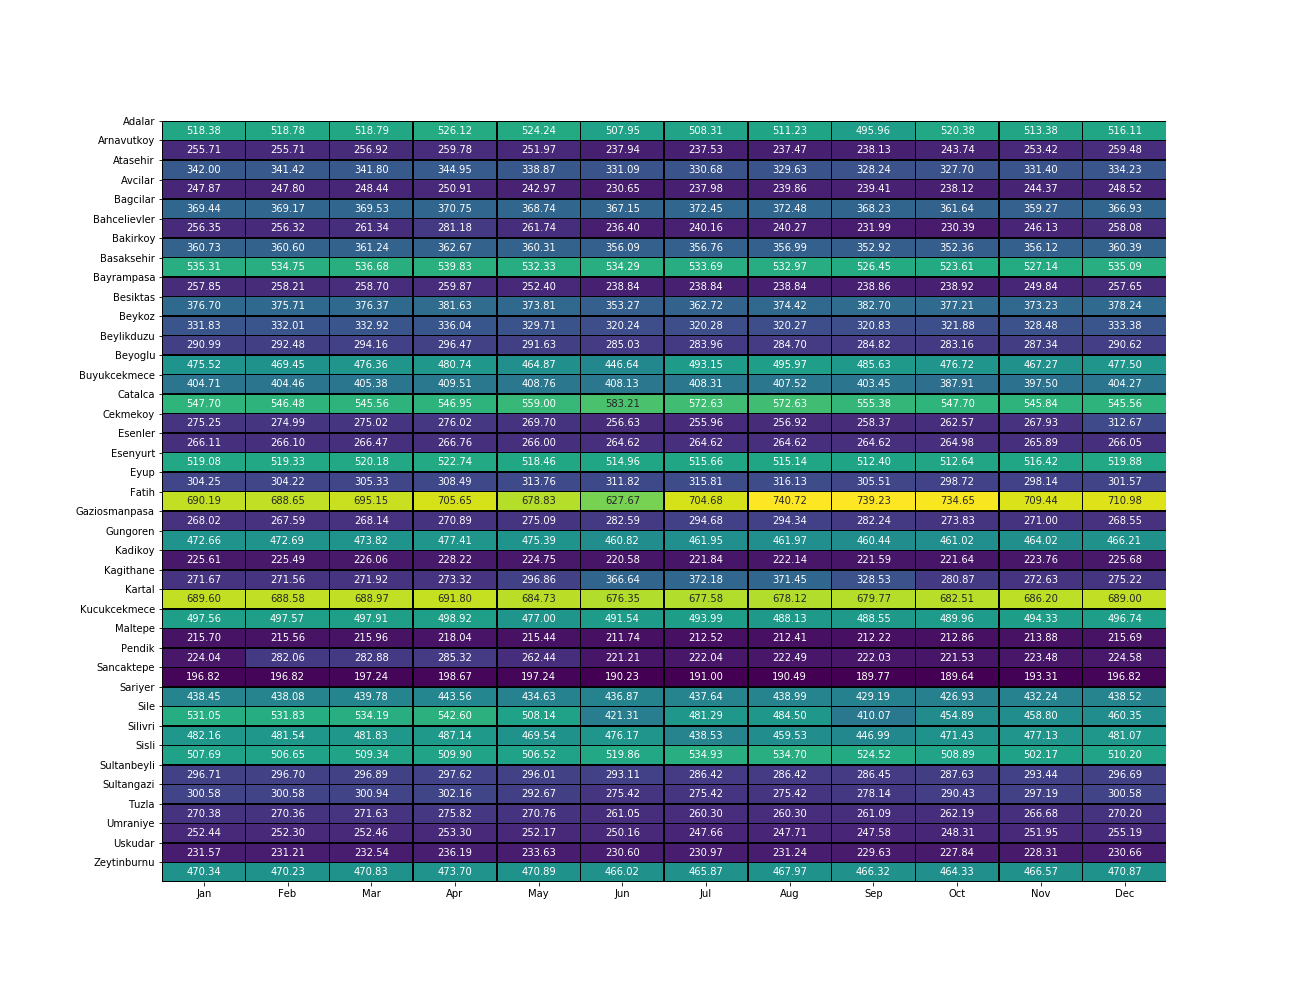 Adalar 518.38 518.78 518.79 526.12 524.24 507.95 508.31 511.23 495.96 520.38 513.38 516.11
Arnavutkoy 255.71 255.71 256.92 259.78 251.97 237.94 237.53 237.47 238.13 243.74 253.42 259.48
Atasehir 342.00 341.42 341.80 344.95 338.87 331.09 330.68 329.63 328.24 327.70 331.40 334.23
Avcilar 247.87 247.80 248.44 250.91 242.97 230.65 237.98 239.86 239.41 238.12 244.37 248.52
Bagcilar 369.44 369.17 369.53 370.75 368.74 367.15 372.45 372.48 368.23 361.64 359.27 366.93
Bahcelievler 256.35 256.32 261.34 281.18 261.74 236.40 240.16 240.27 231.99 230.39 246.13 258.08
Bakirkoy 360.73 360.60 361.24 362.67 360.31 356.09 356.76 356.99 352.92 352.36 356.12 360.39
Basaksehir 535.31 534.75 536.68 539.83 532.33 534.29 533.69 532.97 526.45 523.61 527.14 535.09
Bayrampasa 257.85 258.21 258.70 259.87 252.40 238.84 238.84 238.84 238.86 238.92 249.84 257.65
Besiktas 376.70 375.71 376.37 381.63 373.81 353.27 362.72 374.42 382.70 377.21 373.23 378.24
Beykoz 331.83 332.01 332.92 336.04 329.71 320.24 320.28 320.27 320.83 321.88 328.48 333.38
Beylikduzu 290.99 292.48 294.16 296.47 291.63 285.03 283.96 284.70 284.82 283.16 287.34 290.62
Beyoglu 475.52 469.45 476.36 480.74 464.87 446.64 493.15 495.97 485.63 476.72 467.27 477.50
Buyukcekmece 404.71 404.46 405.38 409.51 408.76 408.13 408.31 407.52 403.45 387.91 397.50 404.27
Catalca 547.70 546.48 545.56 546.95 559.00 583.21 572.63 572.63 555.38 547.70 545.84 545.56
Cekmekoy 275.25 274.99 275.02 276.02 269.70 256.63 255.96 256.92 258.37 262.57 267.93 312.67
Esenler 266.11 266.10 266.47 266.76 266.00 264.62 264.62 264.62 264.62 264.98 265.89 266.05
Esenyurt 519.08 519.33 520.18 522.74 518.46 514.96 515.66 515.14 512.40 512.64 516.42 519.88
Eyup 304.25 304.22 305.33 308.49 313.76 311.82 315.81 316.13 305.51 298.72 298.14 301.57
Fatih 690.19 688.65 695.15 705.65 678.83 627.67 704.68 740.72 739.23 734.65 709.44 710.98
Gaziosmanpasa 268.02 267.59 268.14 270.89 275.09 282.59 294.68 294.34 282.24 273.83 271.00 268.55
Gungoren 472.66 472.69 473.82 477.41 475.39 460.82 461.95 461.97 460.44 461.02 464.02 466.21
Kadikoy 225.61 225.49 226.06 228.22 224.75 220.58 221.84 222.14 221.59 221.64 223.76 225.68
Kagithane 271.67 271.56 271.92 273.32 296.86 366.64 372.18 371.45 328.53 280.87 272.63 275.22
Kartal 689.60 688.58 688.97 691.80 684.73 676.35 677.58 678.12 679.77 682.51 686.20 689.00
Kucukcekmece 497.56 497.57 497.91 498.92 477.00 491.54 493.99 488.13 488.55 489.96 494.33 496.74
Maltepe 215.70 215.56 215.96 218.04 215.44 211.74 212.52 212.41 212.22 212.86 213.88 215.69
Pendik 224.04 282.06 282.88 285.32 262.44 221.21 222.04 222.49 222.03 221.53 223.48 224.58
Sancaktepe 196.82 196.82 197.24 198.67 197.24 190.23 191.00 190.49 189.77 189.64 193.31 196.82
Sariyer 438.45 438.08 439.78 443.56 434.63 436.87 437.64 438.99 429.19 426.93 432.24 438.52
Sile 531.05 531.83 534.19 542.60 508.14 421.31 481.29 484.50 410.07 454.89 458.80 460.35
Silivri 482.16 481.54 481.83 487.14 469.54 476.17 438.53 459.53 446.99 471.43 477.13 481.07
Sisli 507.69 506.65 509.34 509.90 506.52 519.86 534.93 534.70 524.52 508.89 502.17 510.20
Sultanbeyli 296.71 296.70 296.89 297.62 296.01 293.11 286.42 286.42 286.45 287.63 293.44 296.69
Sultangazi 300.58 300.58 300.94 302.16 292.67 275.42 275.42 275.42 278.14 290.43 297.19 300.58
Tuzla 270.38 270.36 271.63 275.82 270.76 261.05 260.30 260.30 261.09 262.19 266.68 270.20
Umraniye 252.44 252.30 252.46 253.30 252.17 250.16 247.66 247.71 247.58 248.31 251.95 255.19
Uskudar 231.57 231.21 232.54 236.19 233.63 230.60 230.97 231.24 229.63 227.84 228.31 230.66
Zeytinburnu 470.34 470.23 470.83 473.70 470.89 466.02 465.87 467.97 466.32 464.33 466.57 470.87
Jan Feb Mar Apr May Jun Jul Aug Sep Oct Nov Dec